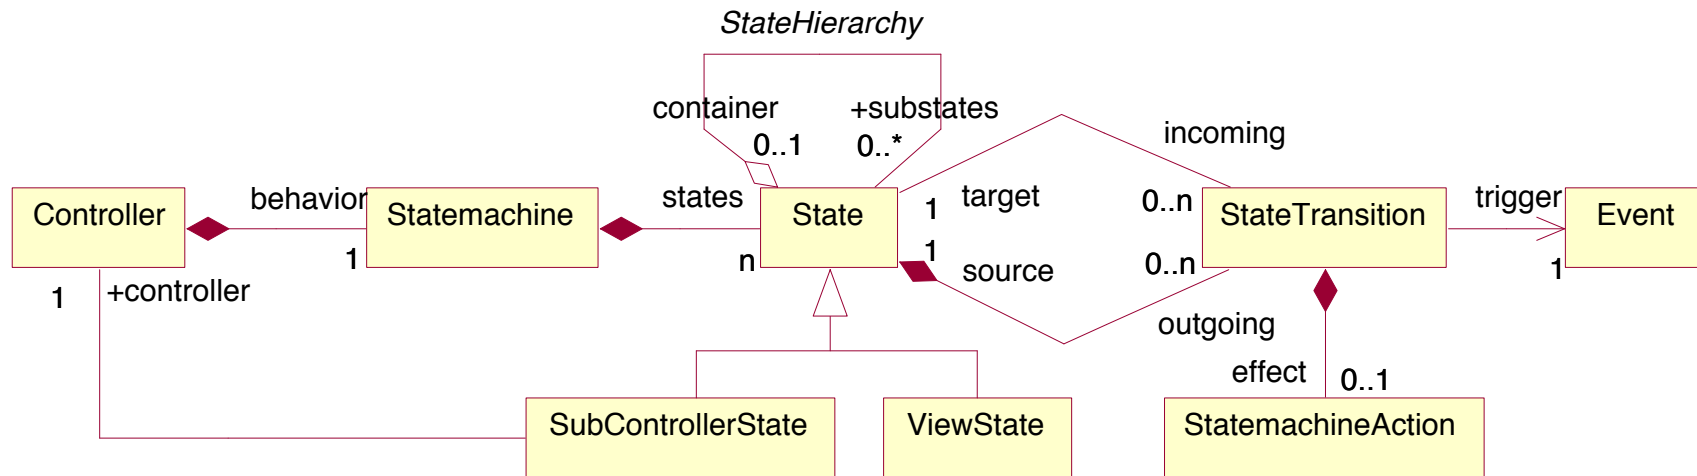 StateHierarchy
container
+substates
0..1
0..*
incoming
Controller
behavior
Statemachine
states
State
1
target
0..n
StateTransition
trigger
Event
1
n
1
source
0..n
1
1
+controller
outgoing
effect
0..1
SubControllerState
ViewState
StatemachineAction